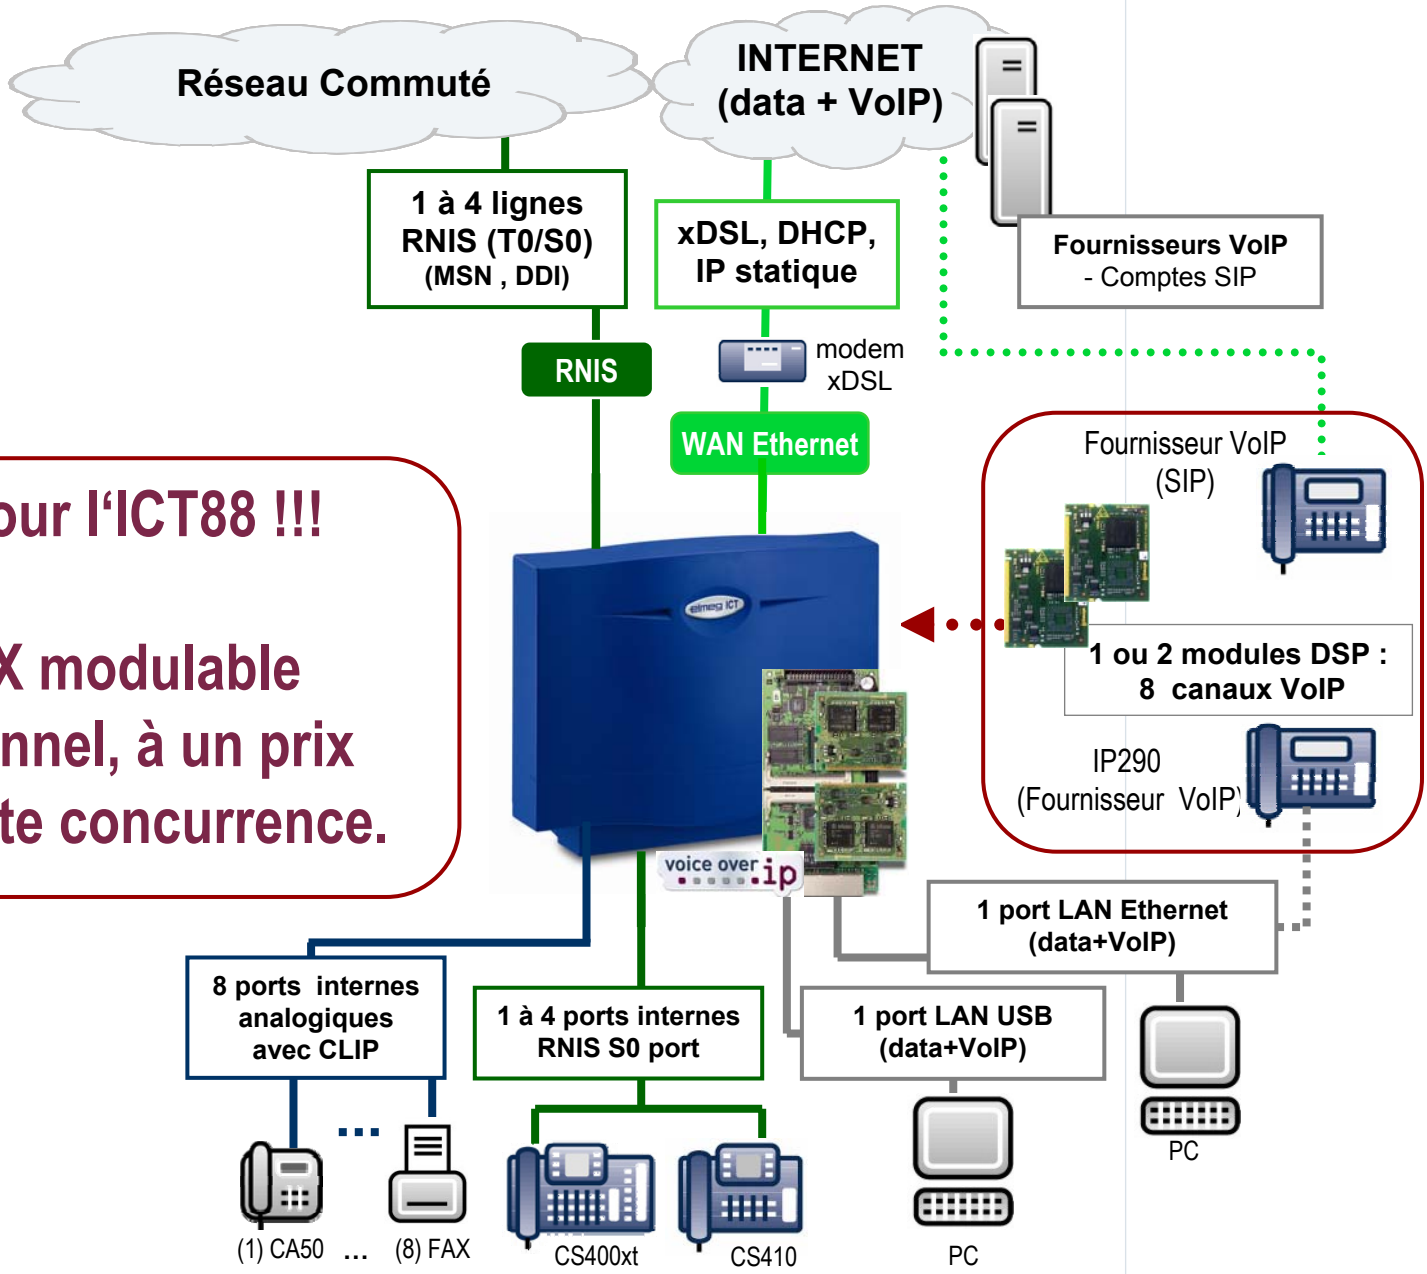 Réseau Commuté
INTERNET
(data + VoIP)
1 à 4 lignes
RNIS (T0/S0)
(MSN , DDI)
xDSL, DHCP,
IP statique
Fournisseurs VoIP
- Comptes SIP
RNIS
modem
xDSL
WAN Ethernet
Fournisseur VoIP
(SIP)
our l‘ICT88 !!!
X modulable
nnel, à un prix
te concurrence.
elmeg ICT
1 ou 2 modules DSP :
8 canaux VoIP
IP290
(Fournisseur VoIP)
voice over ip
1 port LAN Ethernet
(data+VoIP)
8 ports internes
analogiques
avec CLIP
1 à 4 ports internes
RNIS S0 port
1 port LAN USB
(data+VoIP)
...
PC
(1) CA50 ... (8) FAX
CS400xt
CS410
PC